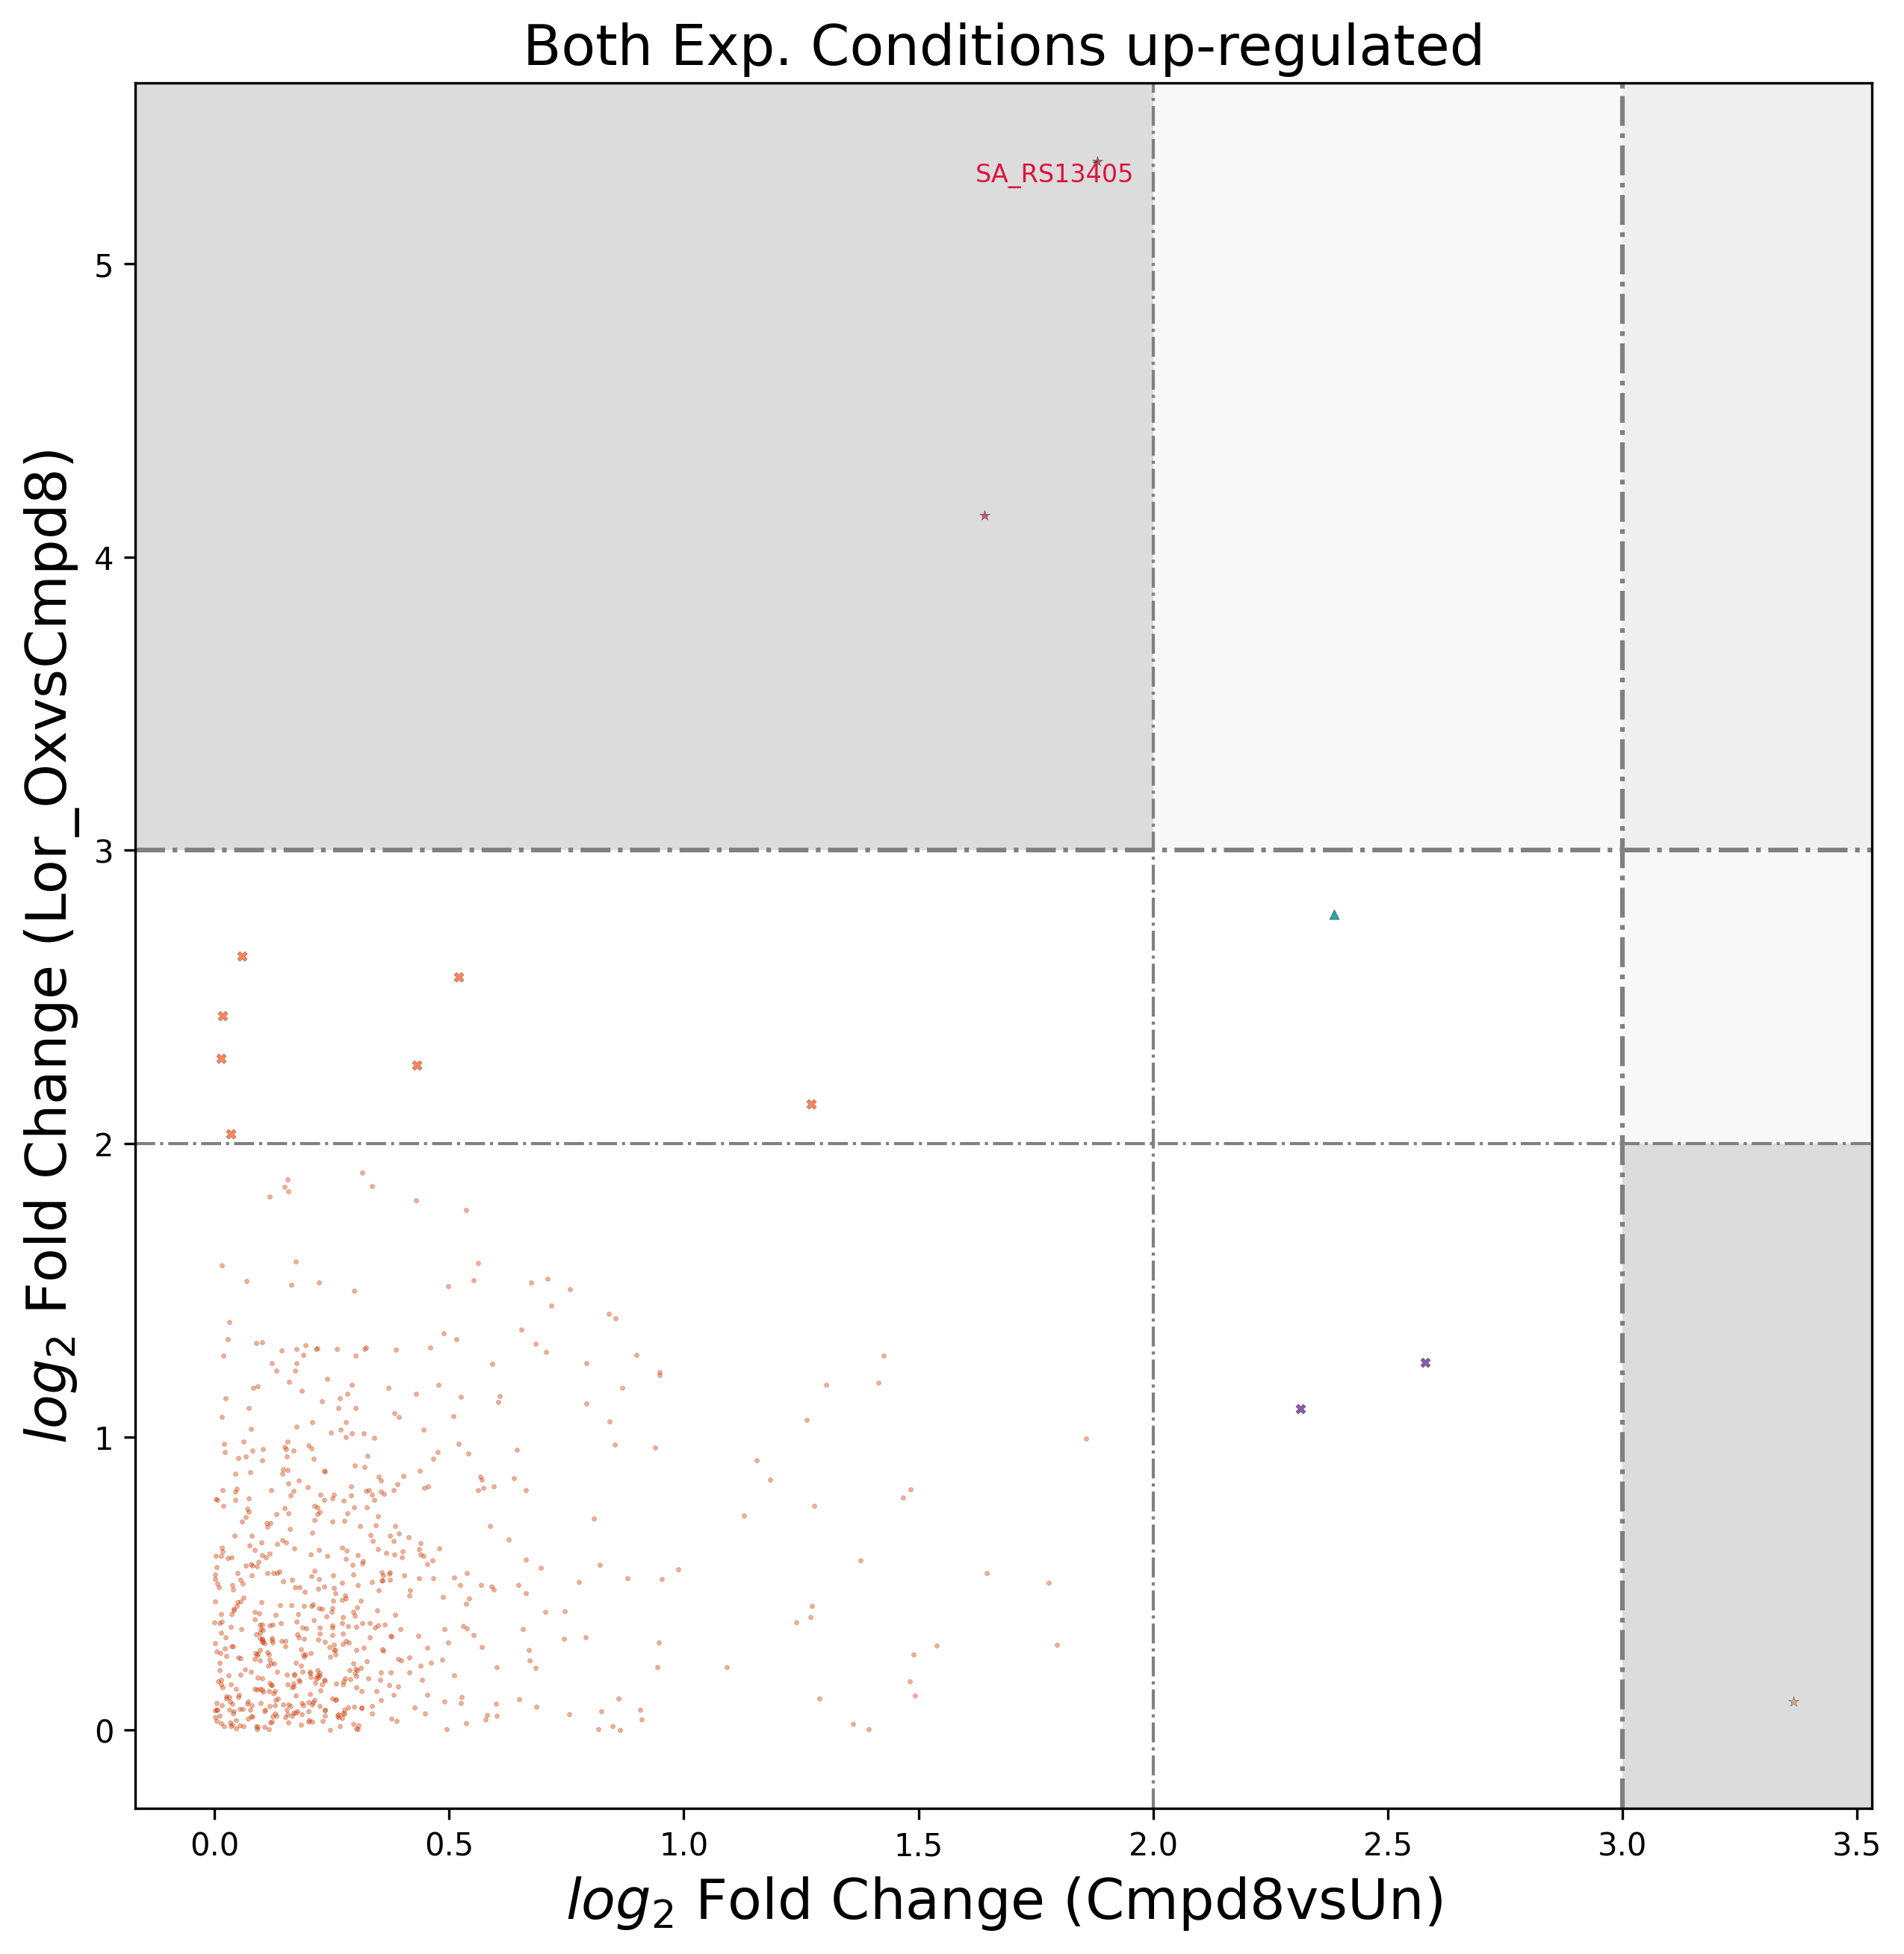 Both Exp. Conditions up-regulated
SA_RS13405
5
4
3
2
1
0
log2 Fold Change (Lor_OxvsCmpd8)
0.0 0.5 1.0 1.5 2.0 2.5 3.0 3.5
log2 Fold Change (Cmpd8vsUn)